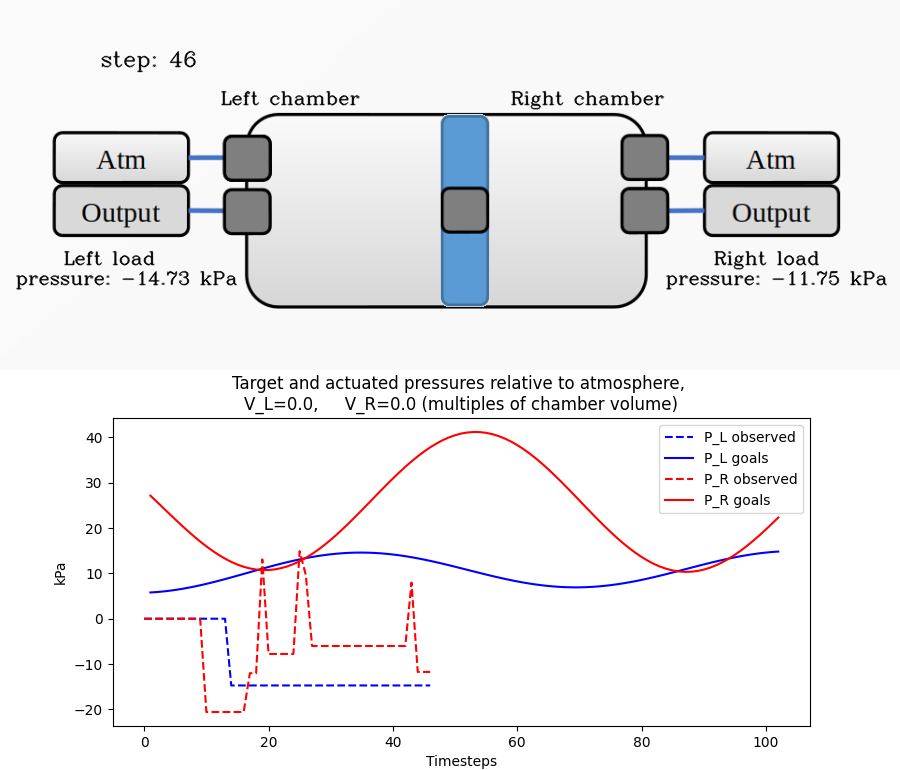 step: 46
Left chamber
Right chamber
Atm
Atm
Output
Output
Left load
pressure: −14.73 kPa
Right load
pressure: −11.75 kPa
Target and actuated pressures relative to atmosphere,
V_L=0.0, V_R=0.0 (multiples of chamber volume)
P_L observed
P_L goals
P_R observed
P_R goals
kPa
40
30
20
10
0
−10
−20
0
20
40
60
80
100
Timesteps